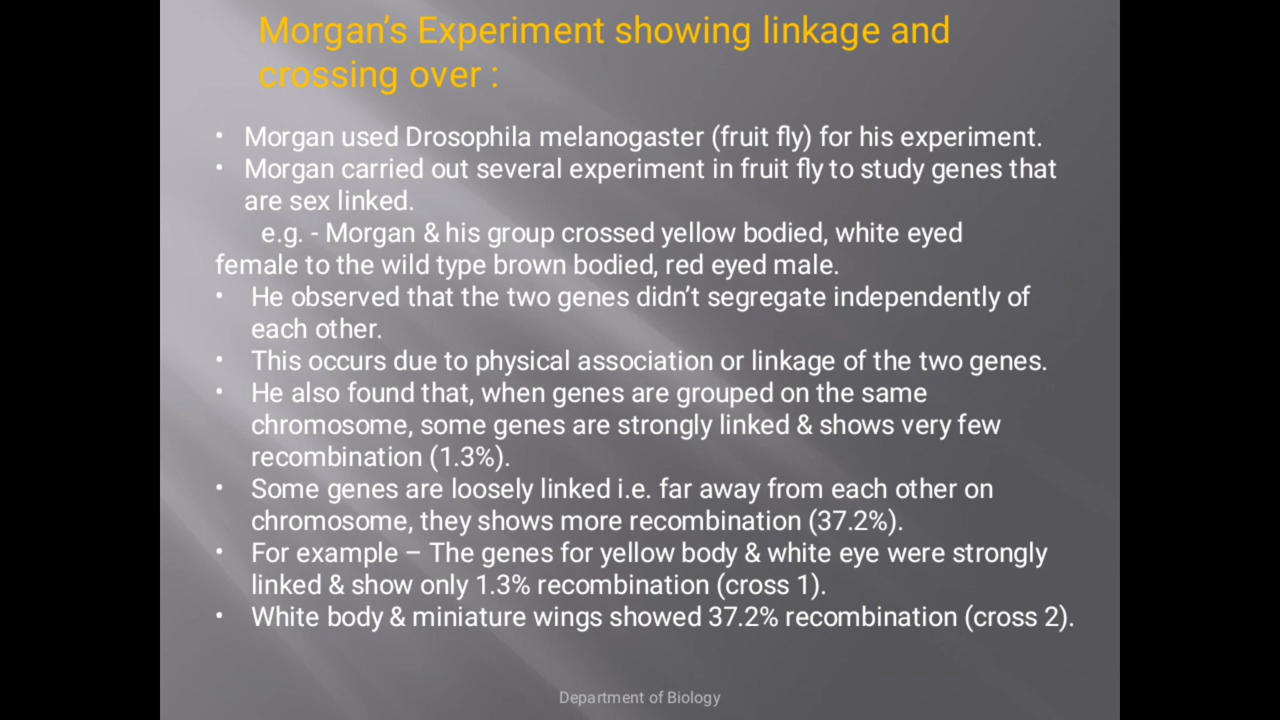 Morgan's Experiment showing linkage and
crossing over :
• Morgan used Drosophila melanogaster (fruit fly) for his experiment.
• Morgan carried out several experiment in fruit fly to study genes that
are sex linked.
e.g. - Morgan & his group crossed yellow bodied, white eyed
female to the wild type brown bodied, red eyed male.
• He observed that the two genes didn't segregate independently of
each other.
• This occurs due to physical association or linkage of the two genes.
• He also found that, when genes are grouped on the same
chromosome, some genes are strongly linked & shows very few
recombination (1.3%).
• Some genes are loosely linked i.e. far away from each other on
chromosome, they shows more recombination (37.2%).
• For example – The genes for yellow body & white eye were strongly
linked & show only 1.3% recombination (cross 1).
• White body & miniature wings showed 37.2% recombination (cross 2).
Department of Biology